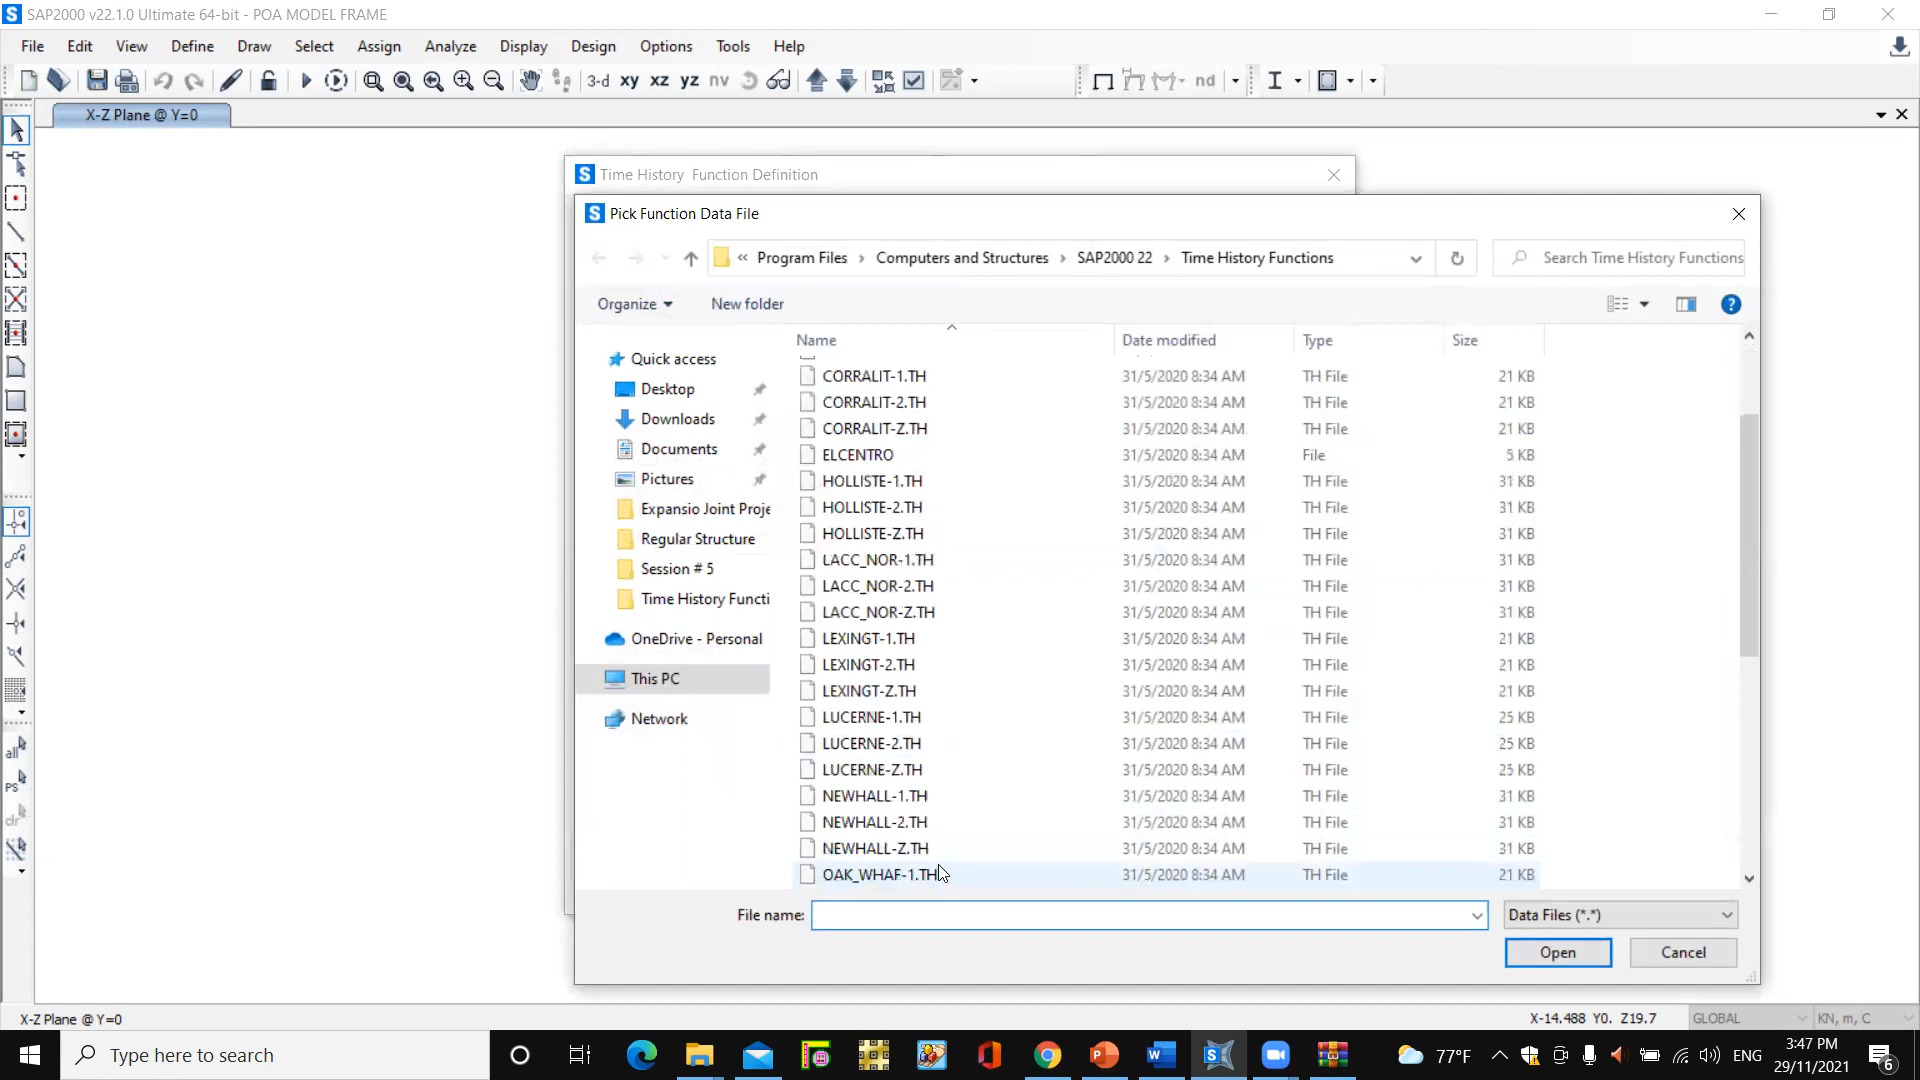 SAP2000 v22.1.0 Ultimate 64-bit - POA MODEL FRAME
File Edit View Define Draw Select Assign Analyze Display Design Options Tools Help
3-d xy xz yz nv nd
X-Z Plane @ Y=0
Time History Function Definition
Pick Function Data File
« Program Files › Computers and Structures › SAP2000 22 › Time History Functions
Search Time History Functions
Organize New folder
Name Date modified Type Size
Quick access
Desktop
Downloads
Documents
Pictures
Expansio Joint Proje
Regular Structure
Session # 5
Time History Functi
OneDrive - Personal
This PC
Network
CORRALIT-1.TH 31/5/2020 8:34 AM TH File 21 KB
CORRALIT-2.TH 31/5/2020 8:34 AM TH File 21 KB
CORRALIT-Z.TH 31/5/2020 8:34 AM TH File 21 KB
ELCENTRO 31/5/2020 8:34 AM File 5 KB
HOLLISTE-1.TH 31/5/2020 8:34 AM TH File 31 KB
HOLLISTE-2.TH 31/5/2020 8:34 AM TH File 31 KB
HOLLISTE-Z.TH 31/5/2020 8:34 AM TH File 31 KB
LACC_NOR-1.TH 31/5/2020 8:34 AM TH File 31 KB
LACC_NOR-2.TH 31/5/2020 8:34 AM TH File 31 KB
LACC_NOR-Z.TH 31/5/2020 8:34 AM TH File 31 KB
LEXINGT-1.TH 31/5/2020 8:34 AM TH File 21 KB
LEXINGT-2.TH 31/5/2020 8:34 AM TH File 21 KB
LEXINGT-Z.TH 31/5/2020 8:34 AM TH File 21 KB
LUCERNE-1.TH 31/5/2020 8:34 AM TH File 25 KB
LUCERNE-2.TH 31/5/2020 8:34 AM TH File 25 KB
LUCERNE-Z.TH 31/5/2020 8:34 AM TH File 25 KB
NEWHALL-1.TH 31/5/2020 8:34 AM TH File 31 KB
NEWHALL-2.TH 31/5/2020 8:34 AM TH File 31 KB
NEWHALL-Z.TH 31/5/2020 8:34 AM TH File 31 KB
OAK_WHAF-1.TH 31/5/2020 8:34 AM TH File 21 KB
File name: Data Files (*.*)
Open Cancel
all
PS
clr
X-Z Plane @ Y=0 X-14.488 Y0. Z19.7 GLOBAL KN, m, C
Type here to search 77°F ENG 3:47 PM
29/11/2021 6